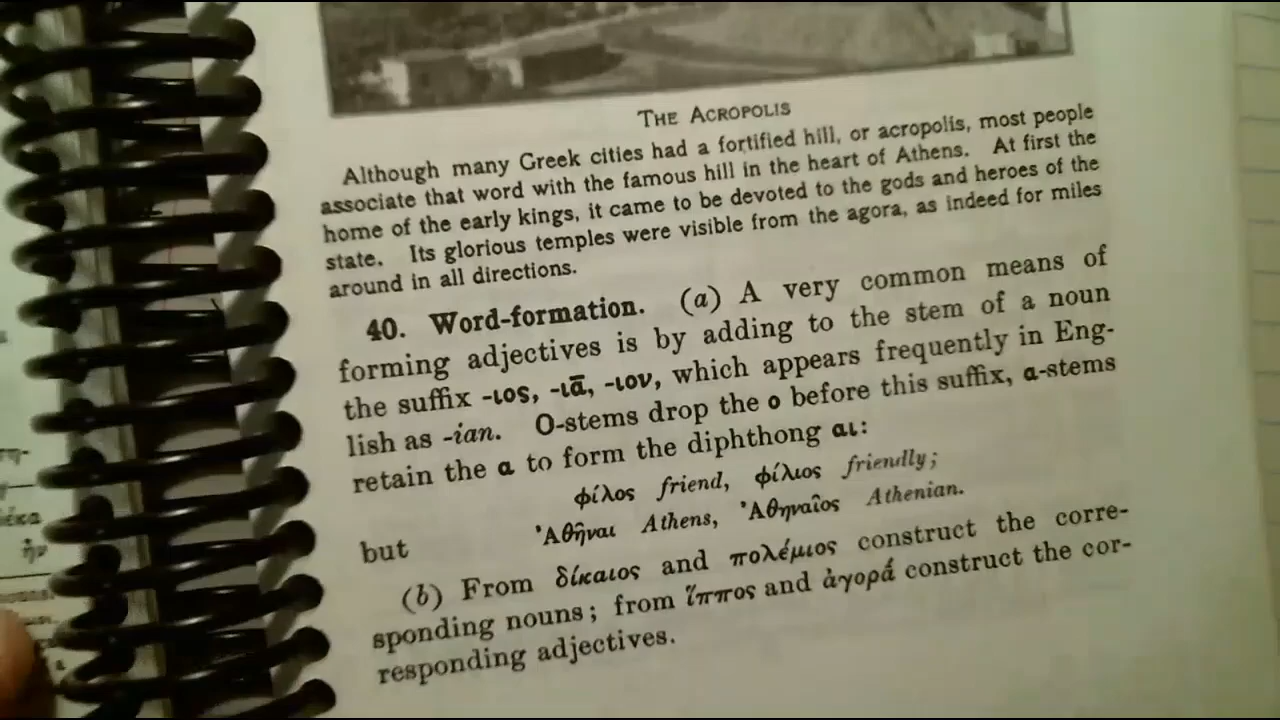 THE ACROPOLIS
Although many Greek cities had a fortified hill, or acropolis, most people
associate that word with the famous hill in the heart of Athens. At first the
home of the early kings, it came to be devoted to the gods and heroes of the
state. Its glorious temples were visible from the agora, as indeed for miles
around in all directions.
40. Word-formation. (a) A very common means of
forming adjectives is by adding to the stem of a noun
the suffix -ιος, -ιᾱ, -ιον, which appears frequently in Eng-
lish as -ian. O-stems drop the ο before this suffix, α-stems
retain the α to form the diphthong αι:
φίλος friend, φίλιος friendly;
but Ἀθῆναι Athens, Ἀθηναῖος Athenian.
(b) From δίκαιος and πολέμιος construct the corre-
sponding nouns; from ἵππος and ἀγορᾱ́ construct the cor-
responding adjectives.
ἦν